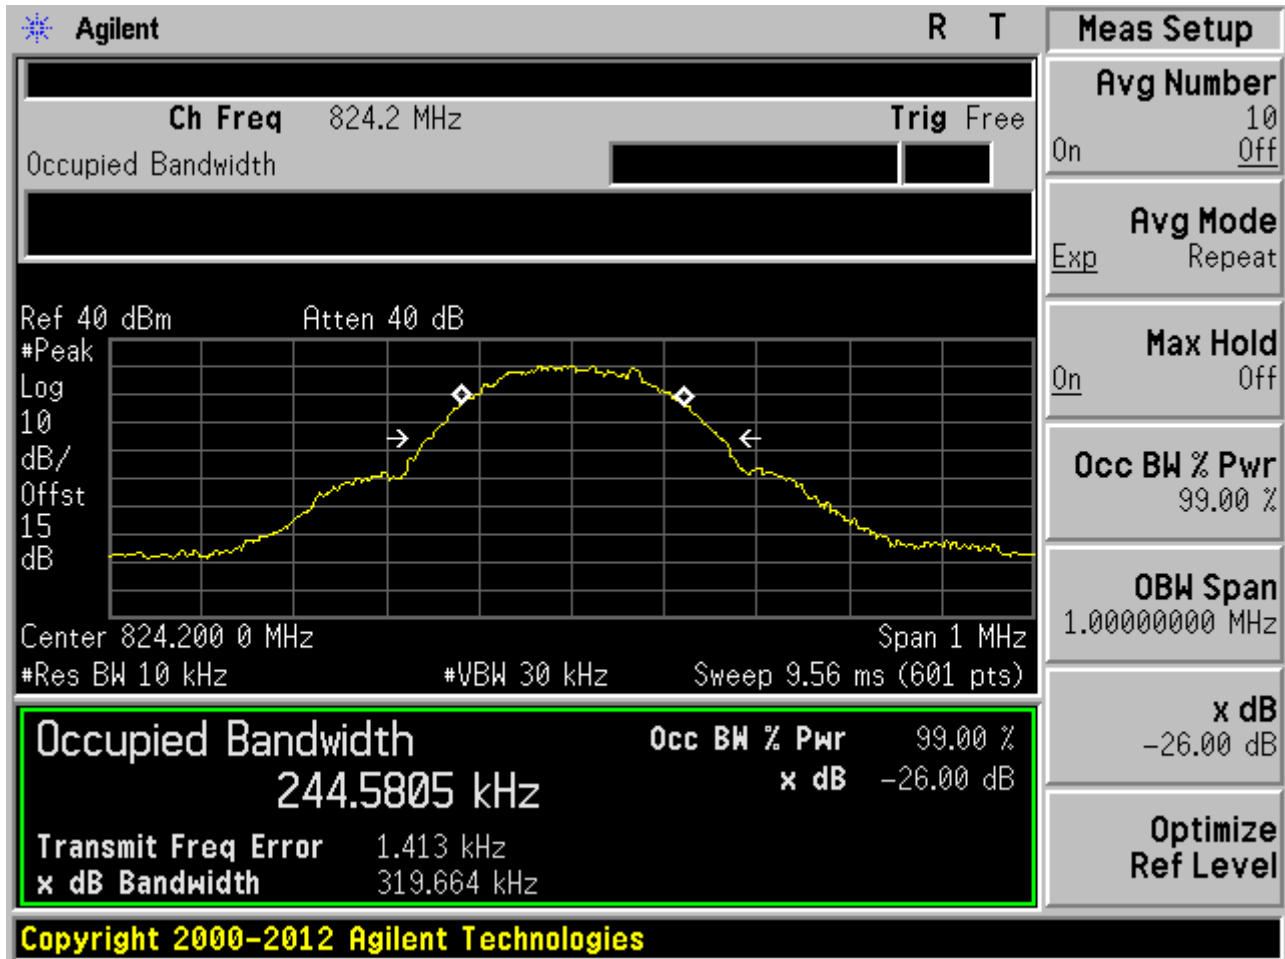 Agilent
R T
Ch Freq 824.2 MHz Trig Free
Occupied Bandwidth
Ref 40 dBm Atten 40 dB
#Peak
Log
10
dB/
Offst
15
dB
Center 824.200 0 MHz Span 1 MHz
#Res BW 10 kHz #VBW 30 kHz Sweep 9.56 ms (601 pts)
Occupied Bandwidth
244.5805 kHz
Occ BW % Pwr 99.00 %
x dB -26.00 dB
Transmit Freq Error 1.413 kHz
x dB Bandwidth 319.664 kHz
Copyright 2000-2012 Agilent Technologies
Meas Setup
Avg Number
10
On Off
Avg Mode
Exp Repeat
Max Hold
On Off
Occ BW % Pwr
99.00 %
OBW Span
1.00000000 MHz
x dB
-26.00 dB
Optimize
Ref Level